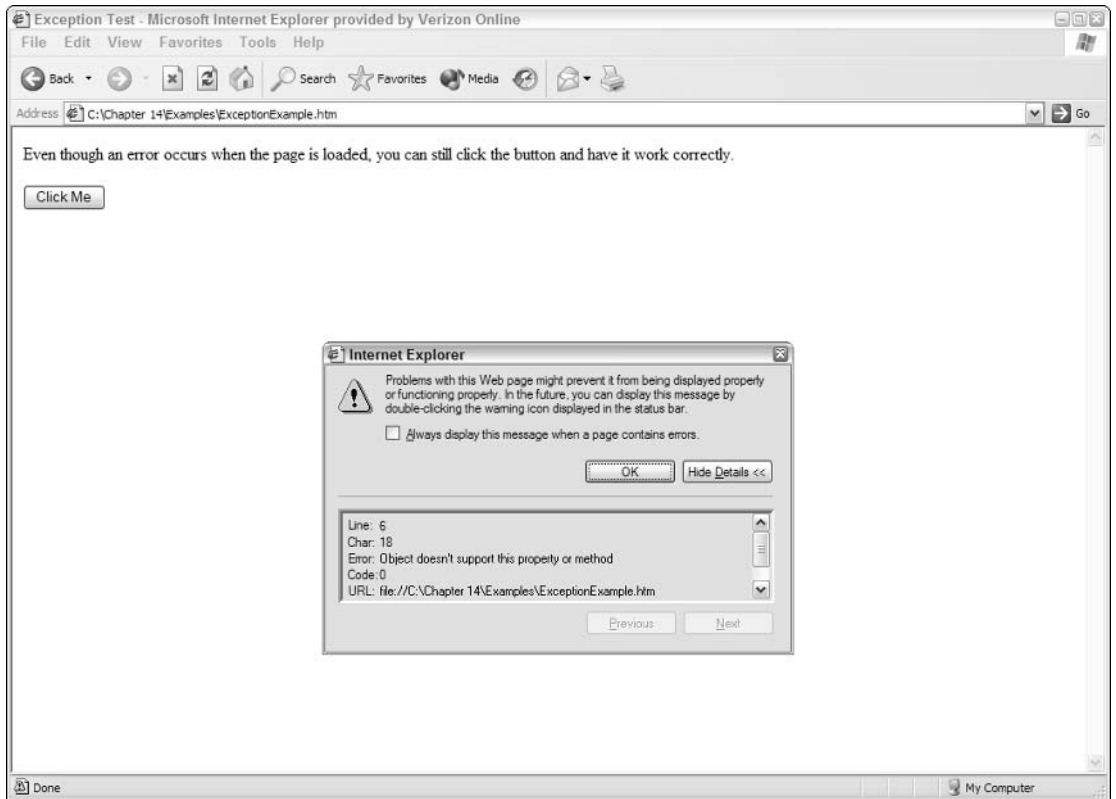 Exception Test - Microsoft Internet Explorer provided by Verizon Online
File Edit View Favorites Tools Help
Back Search Favorites Media
Address C:\Chapter 14\Examples\ExceptionExample.htm Go
Even though an error occurs when the page is loaded, you can still click the button and have it work correctly.
Click Me
Internet Explorer
Problems with this Web page might prevent it from being displayed properly
or functioning properly. In the future, you can display this message by
double-clicking the warning icon displayed in the status bar.
Always display this message when a page contains errors.
OK Hide Details <<
Line: 6
Char: 18
Error: Object doesn't support this property or method
Code:0
URL: file://C:\Chapter 14\Examples\ExceptionExample.htm
Previous Next
Done My Computer